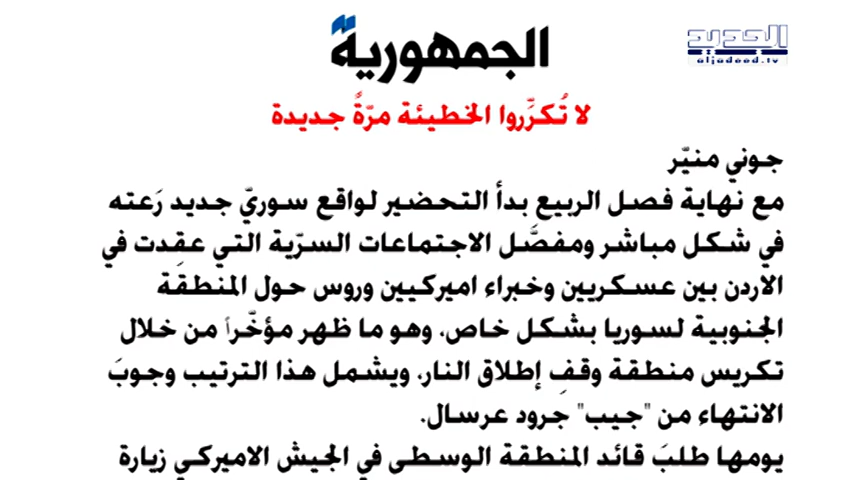 الجمهورية
الجديد
aljadeed.tv
لا تُكرِّروا الخطيئة مرّةً جديدة
جوني منيّر
مع نهاية فصل الربيع بدأ التحضير لواقع سوريّ جديد رَعته
في شكل مباشر ومفصَّل الاجتماعات السرّية التي عقِدت في
الاردن بين عسكريين وخبراء اميركيين وروس حول المنطقة
الجنوبية لسوريا بشكل خاص، وهو ما ظهر مؤخّراً من خلال
تكريس منطقة وقفِ إطلاق النار، ويشمل هذا الترتيب وجوبَ
الانتهاء من "جيب" جرود عرسال.
يومها طلبَ قائد المنطقة الوسطى في الجيش الاميركي زيارة